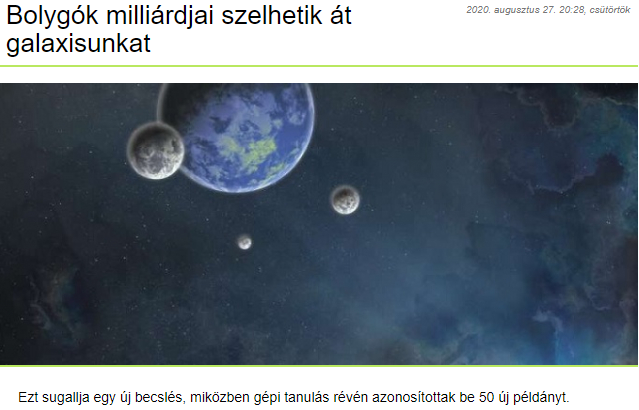 Bolygók milliárdjai szelhetik át
galaxisunkat
2020. augusztus 27. 20:28, csütörtök
Ezt sugallja egy új becslés, miközben gépi tanulás révén azonosítottak be 50 új példányt.